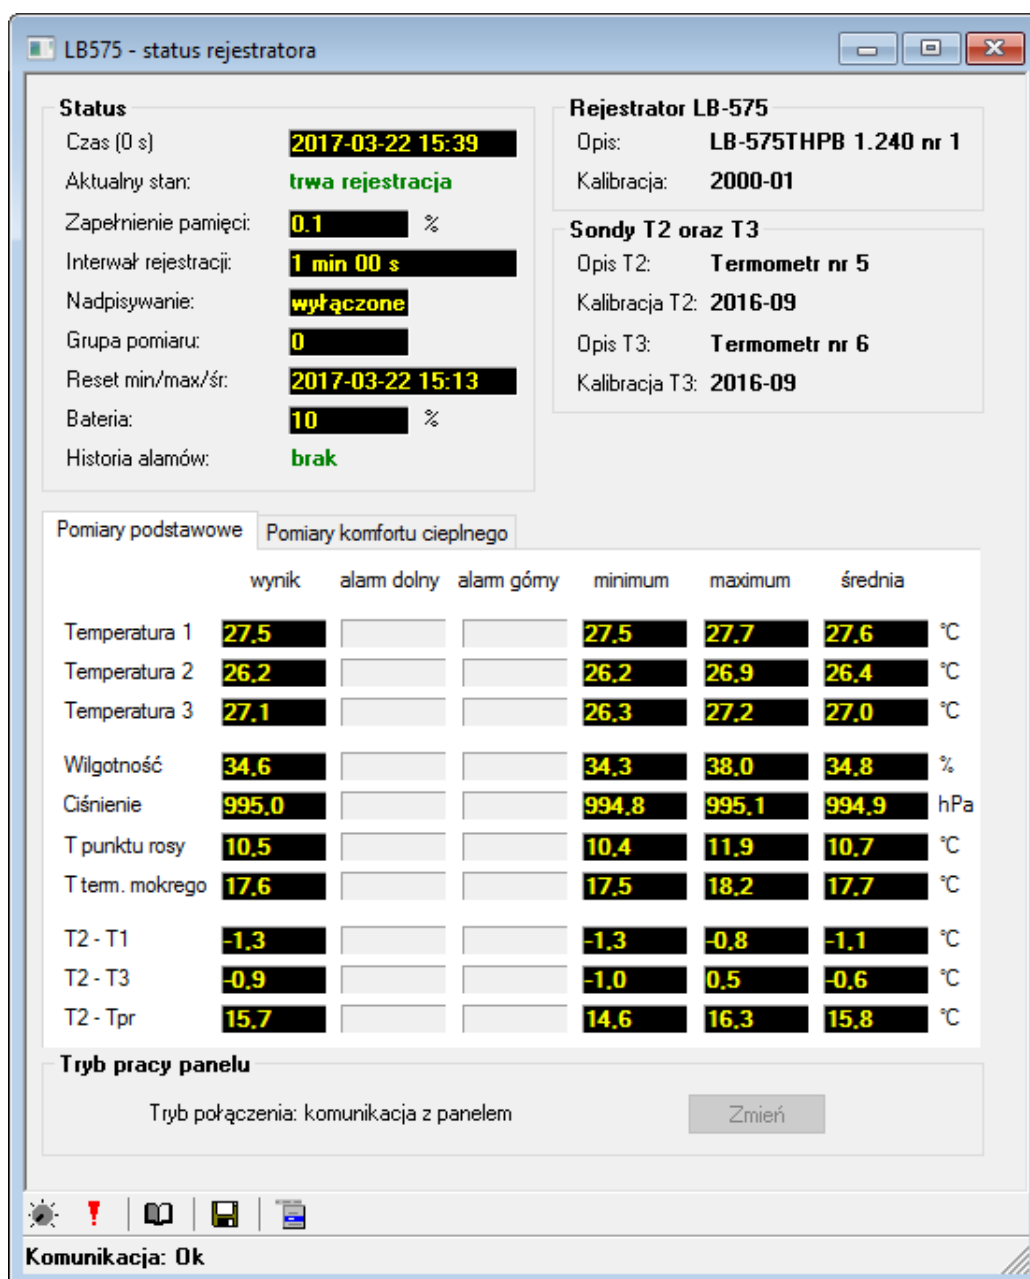 LB575 - status rejestratora
Status
Czas (0 s) 2017-03-22 15:39
Aktualny stan: trwa rejestracja
Zapełnienie pamięci: 0.1 %
Interwał rejestracji: 1 min 00 s
Nadpisywanie: wyłączone
Grupa pomiaru: 0
Reset min/max/śr: 2017-03-22 15:13
Bateria: 10 %
Historia alamów: brak
Rejestrator LB-575
Opis: LB-575THPB 1.240 nr 1
Kalibracja: 2000-01
Sondy T2 oraz T3
Opis T2: Termometr nr 5
Kalibracja T2: 2016-09
Opis T3: Termometr nr 6
Kalibracja T3: 2016-09
Pomiary podstawowe Pomiary komfortu cieplnego
wynik alarm dolny alarm górny minimum maximum średnia
Temperatura 1 27,5 27,5 27,7 27,6 °C
Temperatura 2 26,2 26,2 26,9 26,4 °C
Temperatura 3 27,1 26,3 27,2 27,0 °C
Wilgotność 34,6 34,3 38,0 34,8 %
Ciśnienie 995,0 994,8 995,1 994,9 hPa
T punktu rosy 10,5 10,4 11,9 10,7 °C
T term. mokrego 17,6 17,5 18,2 17,7 °C
T2 - T1 -1,3 -1,3 -0,8 -1,1 °C
T2 - T3 -0,9 -1,0 0,5 -0,6 °C
T2 - Tpr 15,7 14,6 16,3 15,8 °C
Tryb pracy panelu
Tryb połączenia: komunikacja z panelem Zmień
Komunikacja: Ok